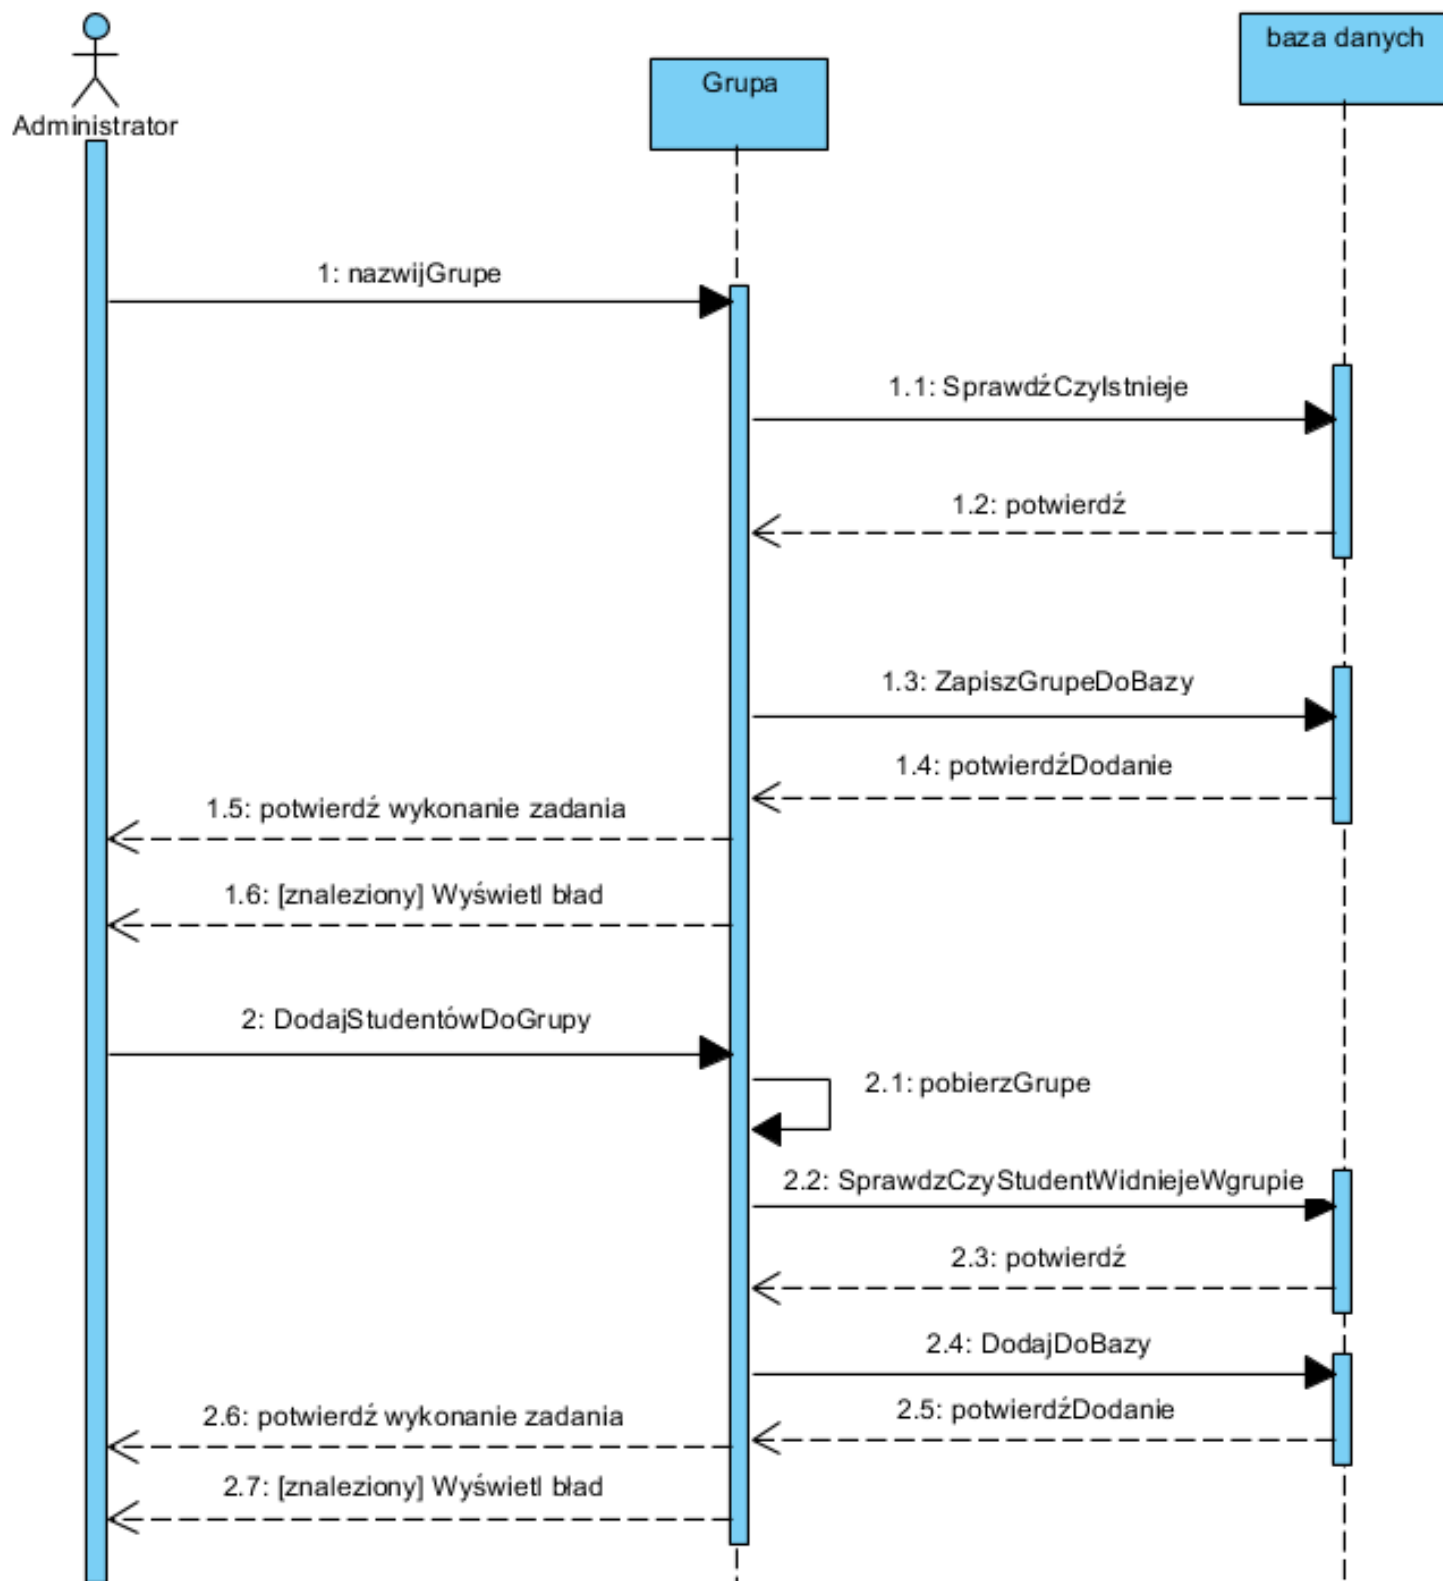 baza danych
Grupa
Administrator
1: nazwijGrupe
1.1: SprawdźCzyIstnieje
1.2: potwierdź
1.3: ZapiszGrupeDoBazy
1.4: potwierdźDodanie
1.5: potwierdź wykonanie zadania
1.6: [znaleziony] Wyświetl bład
2: DodajStudentówDoGrupy
2.1: pobierzGrupe
2.2: SprawdzCzyStudentWidniejeWgrupie
2.3: potwierdź
2.4: DodajDoBazy
2.5: potwierdźDodanie
2.6: potwierdź wykonanie zadania
2.7: [znaleziony] Wyświetl bład